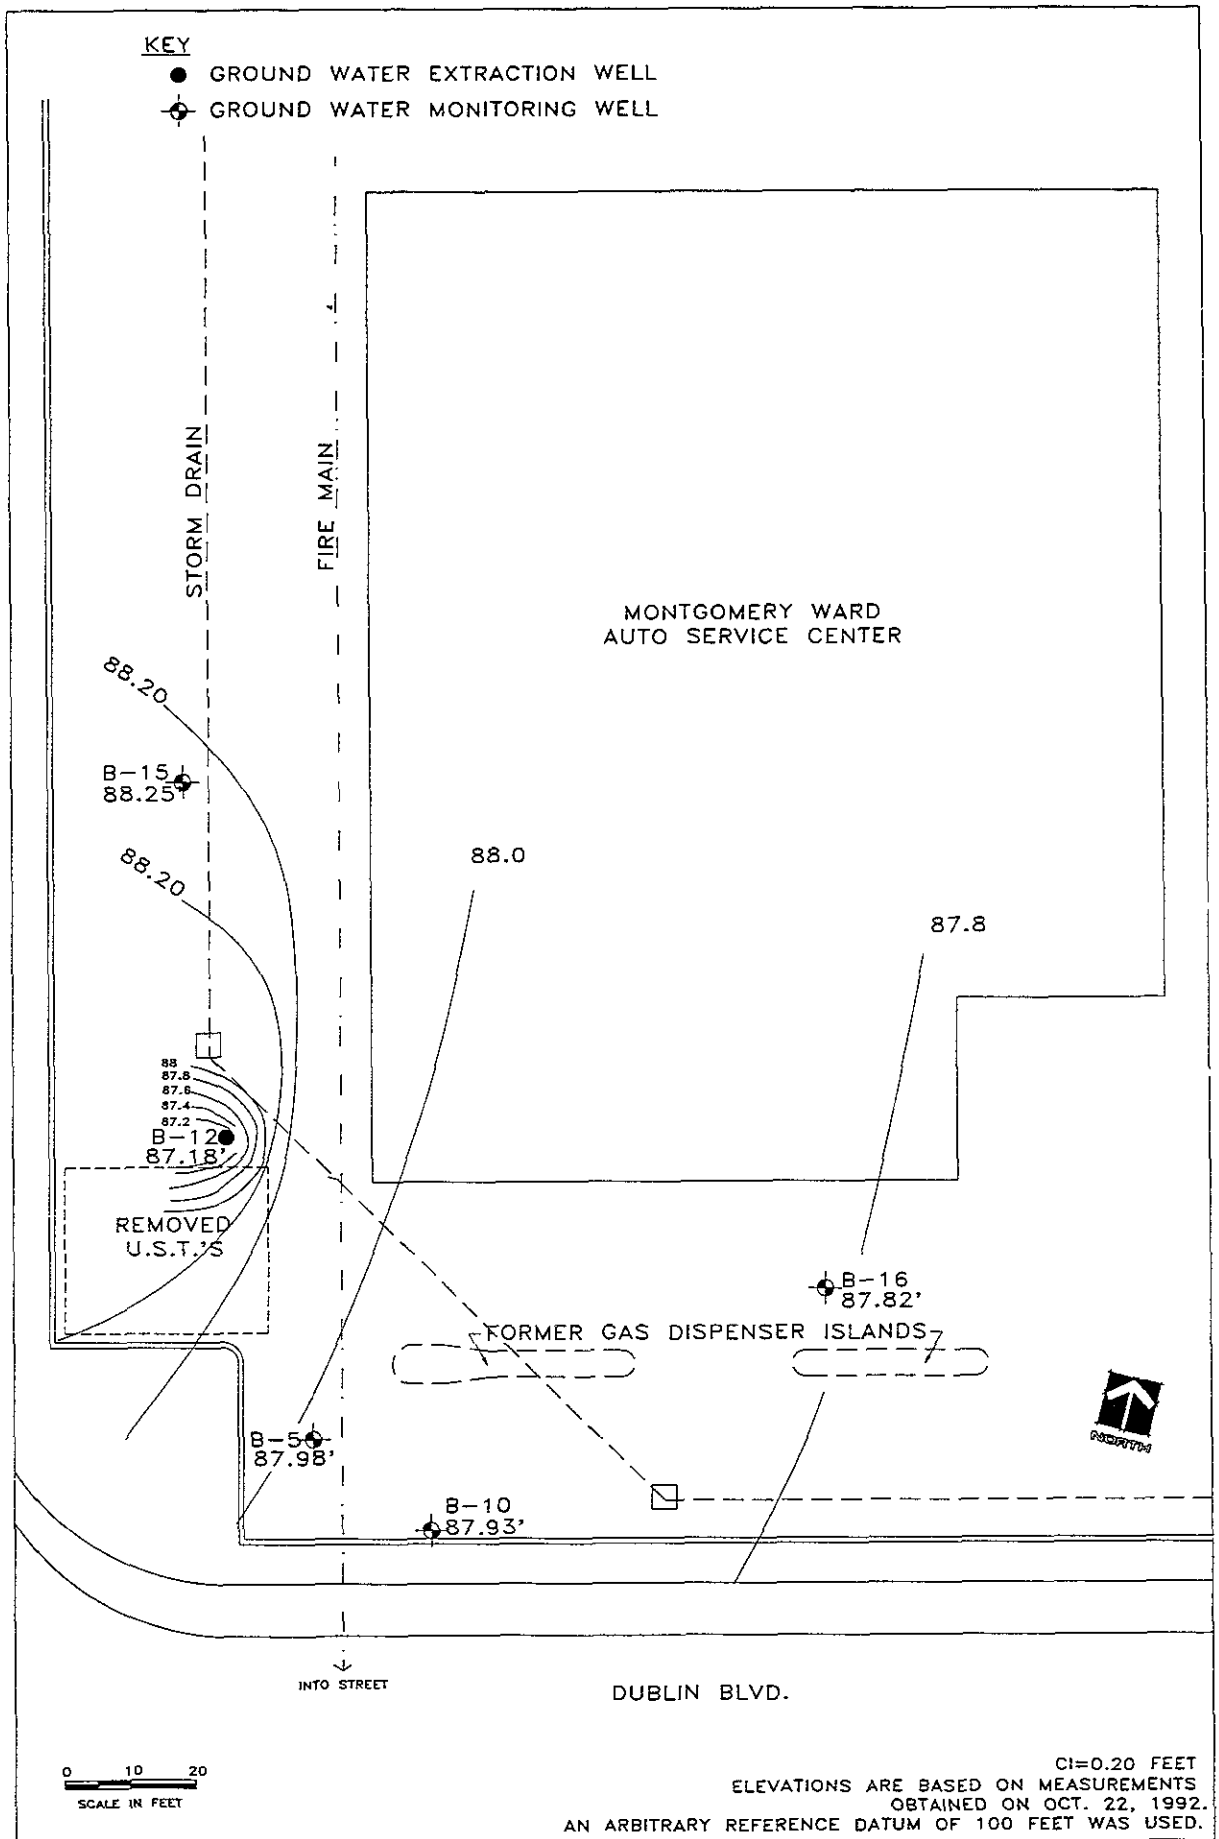 KEY
GROUND WATER EXTRACTION WELL
GROUND WATER MONITORING WELL
STORM DRAIN
FIRE MAIN
MONTGOMERY WARD
AUTO SERVICE CENTER
88.20
B-15
88.25'
88.20
88.0
87.8
88
87.8
87.6
87.4
87.2
B-12
87.18'
REMOVED
U.S.T.'S
B-16
87.82'
FORMER GAS DISPENSER ISLANDS
NORTH
B-5
87.98'
B-10
87.93'
INTO STREET
DUBLIN BLVD.
0 10 20
SCALE IN FEET
CI=0.20 FEET
ELEVATIONS ARE BASED ON MEASUREMENTS
OBTAINED ON OCT. 22, 1992.
AN ARBITRARY REFERENCE DATUM OF 100 FEET WAS USED.